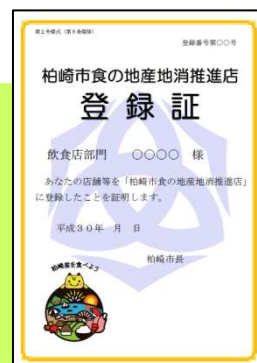 第2号様式（第5条関係）
登録番号第〇〇号
柏崎市食の地産地消推進店
登録証
飲食店部門　〇〇〇〇　様
あなたの店舗等を「柏崎市食の地産地消推進店」
に登録したことを証明します。
平成３０年　月　日
柏崎市長
柏崎産を食べよう